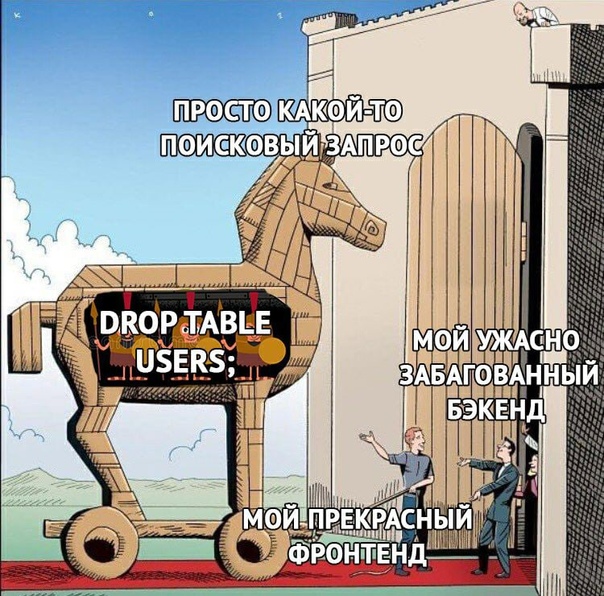 ПРОСТО КАКОЙ-ТО
ПОИСКОВЫЙ ЗАПРОС
DROP TABLE
USERS;
МОЙ УЖАСНО
ЗАБАГОВАННЫЙ
БЭКЕНД
МОЙ ПРЕКРАСНЫЙ
ФРОНТЕНД